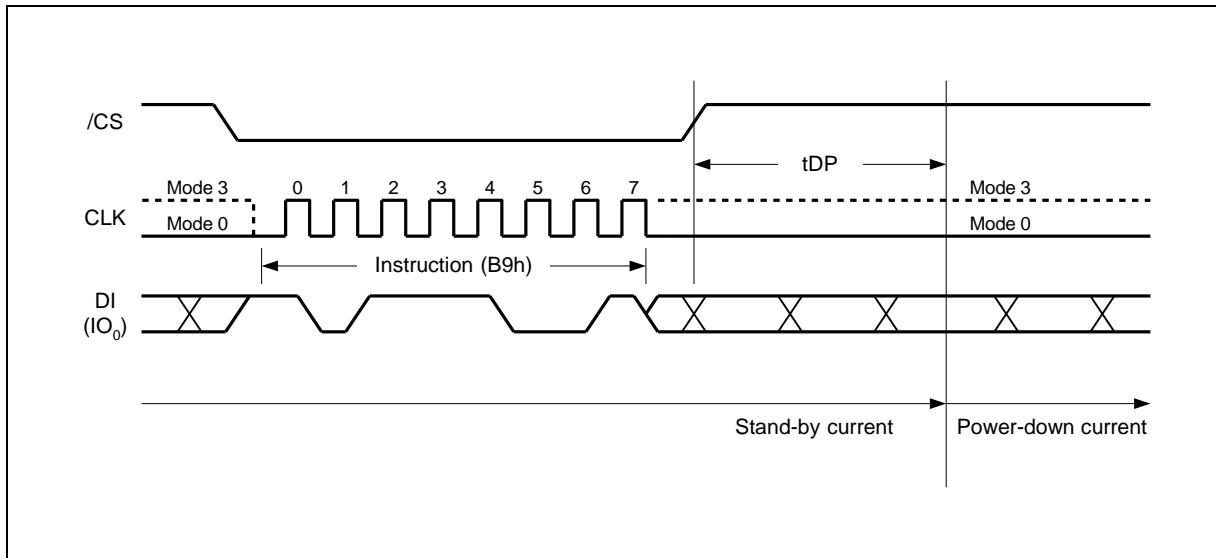 /CS
tDP
Mode 3 0 1 2 3 4 5 6 7 Mode 3
CLK
Mode 0 Mode 0
Instruction (B9h)
DI
(IO0)
Stand-by current Power-down current